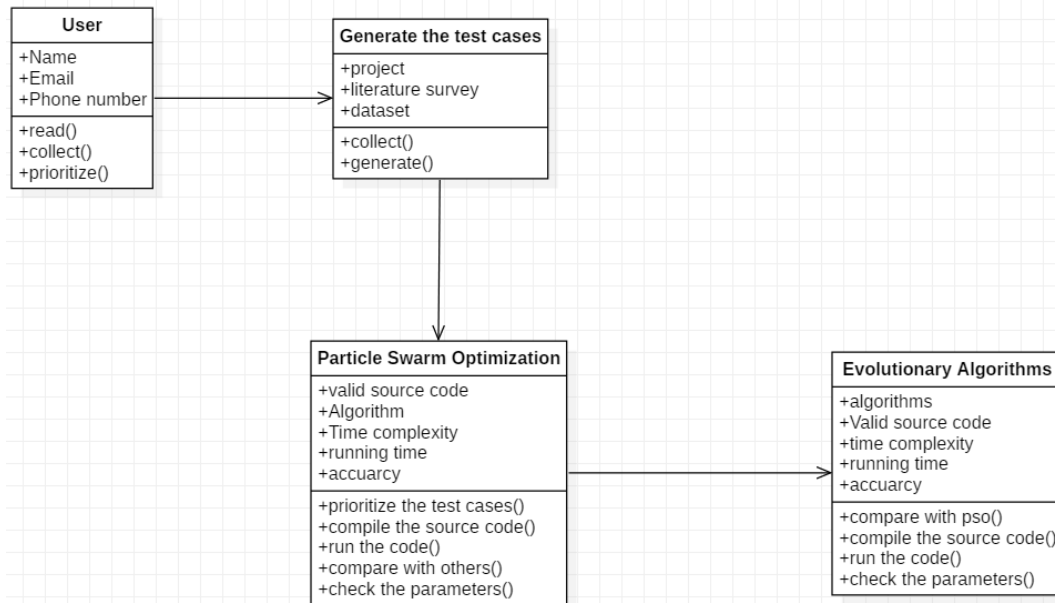 User
+Name
+Email
+Phone number
+read()
+collect()
+prioritize()
Generate the test cases
+project
+literature survey
+dataset
+collect()
+generate()
Particle Swarm Optimization
+valid source code
+Algorithm
+Time complexity
+running time
+accuarcy
+prioritize the test cases()
+compile the source code()
+run the code()
+compare with others()
+check the parameters()
Evolutionary Algorithms
+algorithms
+Valid source code
+time complexity
+running time
+accuarcy
+compare with pso()
+compile the source code()
+run the code()
+check the parameters()